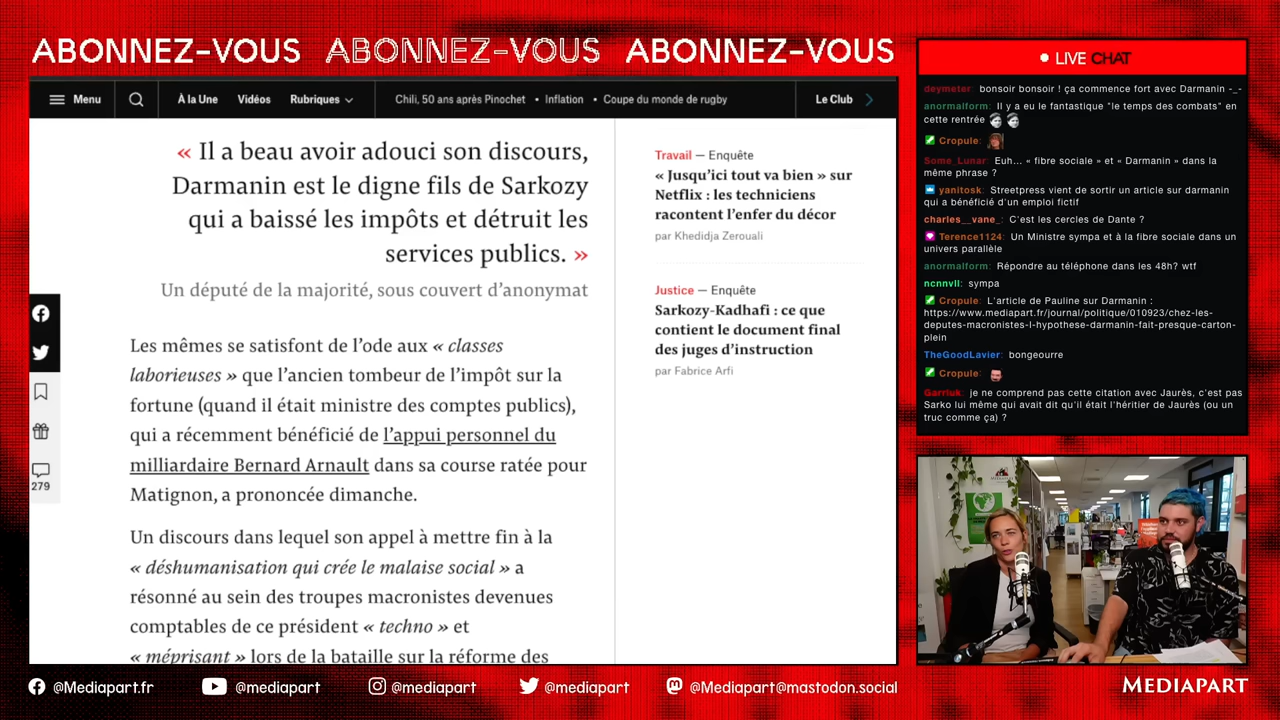 ABONNEZ-VOUS ABONNEZ-VOUS ABONNEZ-VOUS
Menu
À la Une Vidéos Rubriques
Chili, 50 ans après Pinochet • Inflation • Coupe du monde de rugby
Le Club
« Il a beau avoir adouci son discours,
Darmanin est le digne fils de Sarkozy
qui a baissé les impôts et détruit les
services publics. »
Un député de la majorité, sous couvert d’anonymat
Les mêmes se satisfont de l’ode aux « classes
laborieuses » que l’ancien tombeur de l’impôt sur la
fortune (quand il était ministre des comptes publics),
qui a récemment bénéficié de l’appui personnel du
milliardaire Bernard Arnault dans sa course ratée pour
Matignon, a prononcée dimanche.
Un discours dans lequel son appel à mettre fin à la
« déshumanisation qui crée le malaise social » a
résonné au sein des troupes macronistes devenues
comptables de ce président « techno » et
« méprisant » lors de la bataille sur la réforme des
279
Travail — Enquête
« Jusqu’ici tout va bien » sur
Netflix : les techniciens
racontent l’enfer du décor
par Khedidja Zerouali
Justice — Enquête
Sarkozy-Kadhafi : ce que
contient le document final
des juges d’instruction
par Fabrice Arfi
LIVE CHAT
deymeter: bonsoir bonsoir ! ça commence fort avec Darmanin -_-
anormalform: Il y a eu le fantastique "le temps des combats" en
cette rentrée
Cropule:
Some_Lunar: Euh... « fibre sociale » et « Darmanin » dans la
même phrase ?
yanitosk: Streetpress vient de sortir un article sur darmanin
qui a bénéficié d'un emploi fictif
charles__vane_: C'est les cercles de Dante ?
Terence1124: Un Ministre sympa et à la fibre sociale dans un
univers parallèle
anormalform: Répondre au téléphone dans les 48h? wtf
ncnnvll: sympa
Cropule: L'article de Pauline sur Darmanin :
https://www.mediapart.fr/journal/politique/010923/chez-les-
deputes-macronistes-l-hypothese-darmanin-fait-presque-carton-
plein
TheGoodLavier: bongeourre
Cropule:
Garrluk: je ne comprend pas cette citation avec Jaurès, c'est pas
Sarko lui même qui avait dit qu'il était l'héritier de Jaurès (ou un
truc comme ça) ?
@Mediapart.fr @mediapart @mediapart @mediapart @Mediapart@mastodon.social
MEDIAPART